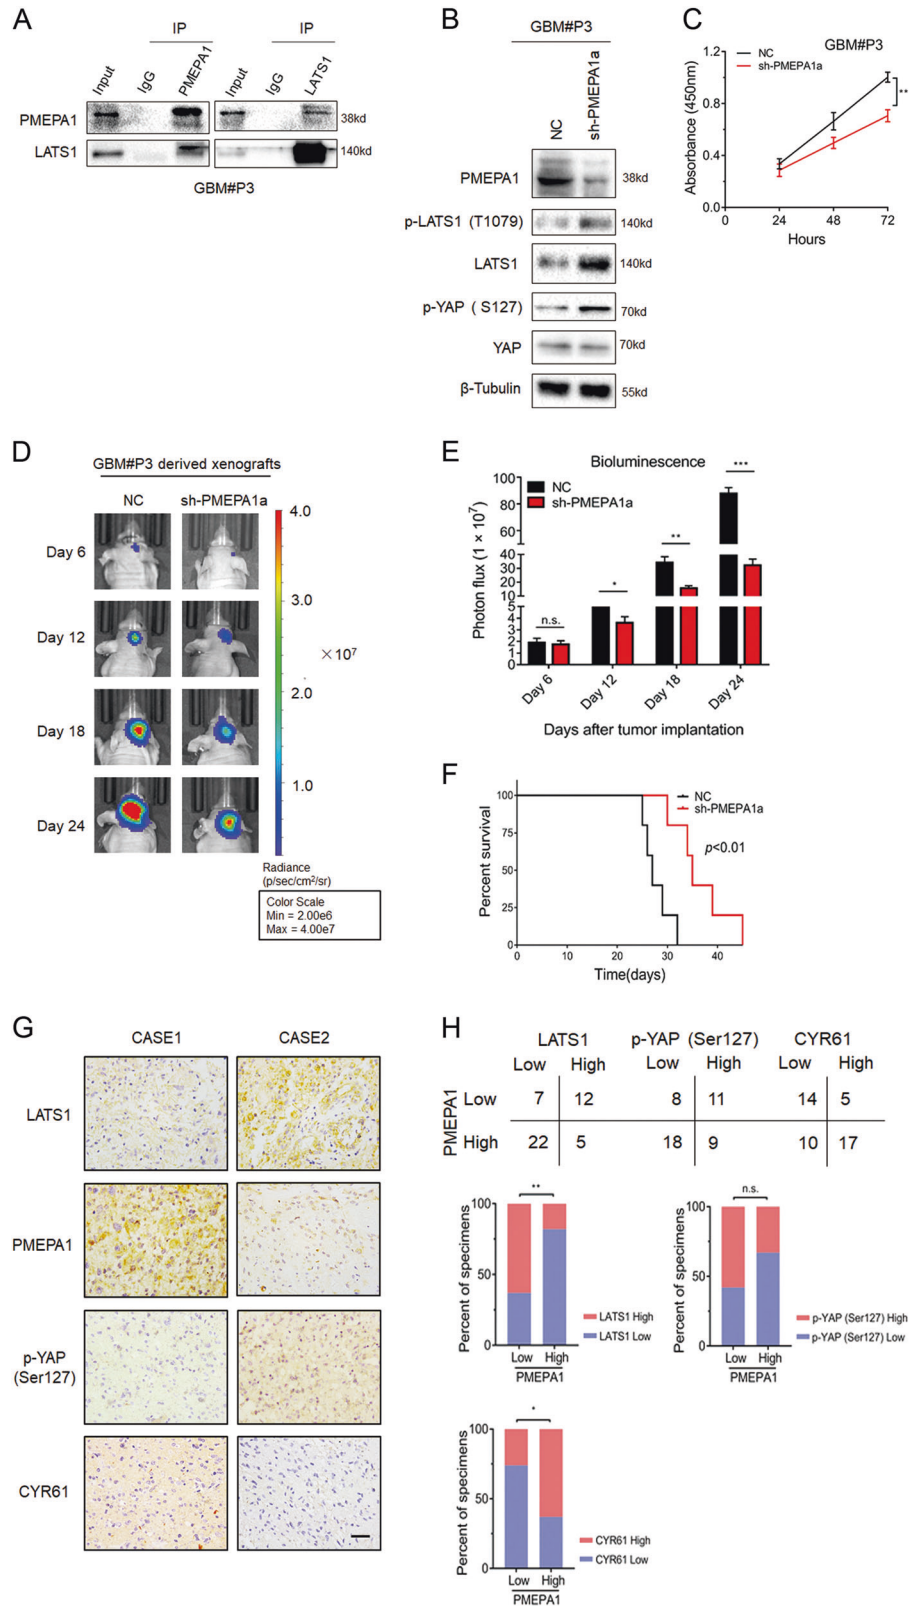 A
IP
IP
Input
IgG
PMEPA1
Input
IgG
LATS1
PMEPA1
38kd
LATS1
140kd
GBM#P3
B
GBM#P3
NC
sh-PMEPA1a
PMEPA1
38kd
p-LATS1 (T1079)
140kd
LATS1
140kd
p-YAP ( S127)
70kd
YAP
70kd
β-Tubulin
55kd
C
GBM#P3
NC
sh-PMEPA1a
Absorbance (450nm)
1.2
0.8
0.4
0.0
**
0
24
48
72
Hours
D
GBM#P3 derived xenografts
NC
sh-PMEPA1a
Day 6
Day 12
Day 18
Day 24
4.0
3.0
×10⁷
2.0
1.0
Radiance
(p/sec/cm²/sr)
Color Scale
Min = 2.00e6
Max = 4.00e7
E
Bioluminescence
NC
sh-PMEPA1a
Photon flux (1 × 10⁷)
100
80
60
40
30
20
10
5
4
3
2
1
0
n.s.
*
**
***
Day 6
Day 12
Day 18
Day 24
Days after tumor implantation
F
NC
sh-PMEPA1a
p<0.01
Percent survival
100
75
50
25
0
0
10
20
30
40
Time(days)
G
CASE1
CASE2
LATS1
PMEPA1
p-YAP
(Ser127)
CYR61
H
LATS1
p-YAP (Ser127)
CYR61
Low
High
Low
High
Low
High
PMEPA1
Low
7
12
8
11
14
5
High
22
5
18
9
10
17
Percent of specimens
100
50
0
**
LATS1 High
LATS1 Low
Low
High
PMEPA1
Percent of specimens
100
50
0
n.s.
p-YAP (Ser127) High
p-YAP (Ser127) Low
Low
High
PMEPA1
Percent of specimens
100
50
0
*
CYR61 High
CYR61 Low
Low
High
PMEPA1